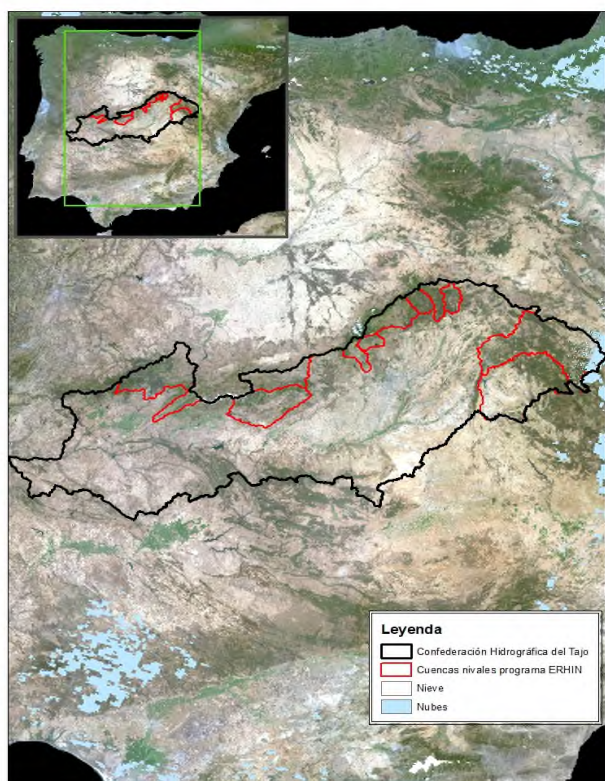 Leyenda
Confederación Hidrográfica del Tajo
Cuencas nivales programa ERHIN
Nieve
Nubes